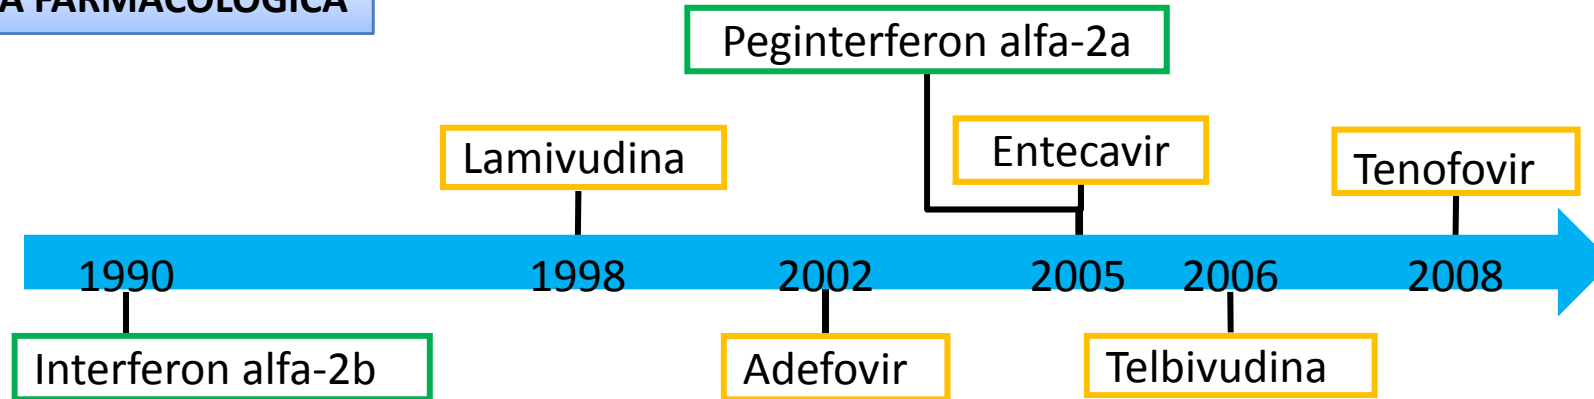 A FARMACOLOGICA
Peginterferon alfa-2a
Lamivudina
Entecavir
Tenofovir
1990
1998
2002
2005
2006
2008
Interferon alfa-2b
Adefovir
Telbivudina